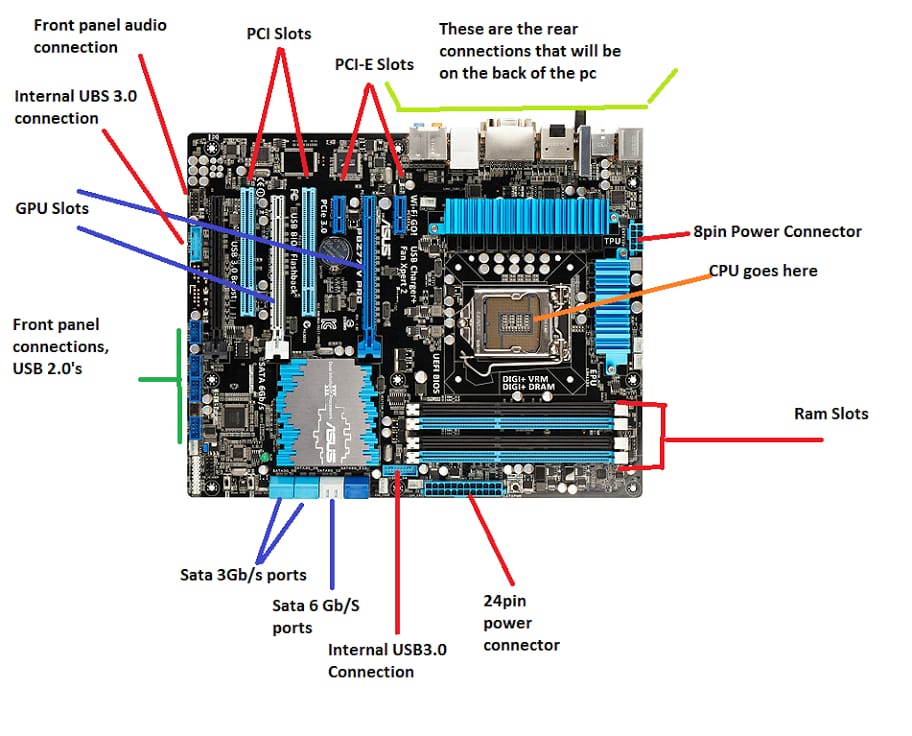 Front panel audio
connection
PCI Slots
PCI-E Slots
These are the rear
connections that will be
on the back of the pc
Internal UBS 3.0
connection
GPU Slots
8pin Power Connector
CPU goes here
Front panel
connections,
USB 2.0's
Ram Slots
Sata 3Gb/s ports
Sata 6 Gb/S
ports
Internal USB3.0
Connection
24pin
power
connector
USB 3.0 Boost
USB BIOS Flashback
PCIe 3.0
ASUS
Wi-Fi GO!
USB Charger+
Fan Xpert 2
TPU
EPU
UEFI BIOS
DIGI+ VRM
DIGI+ DRAM
SATA 6Gb/s
ASUS